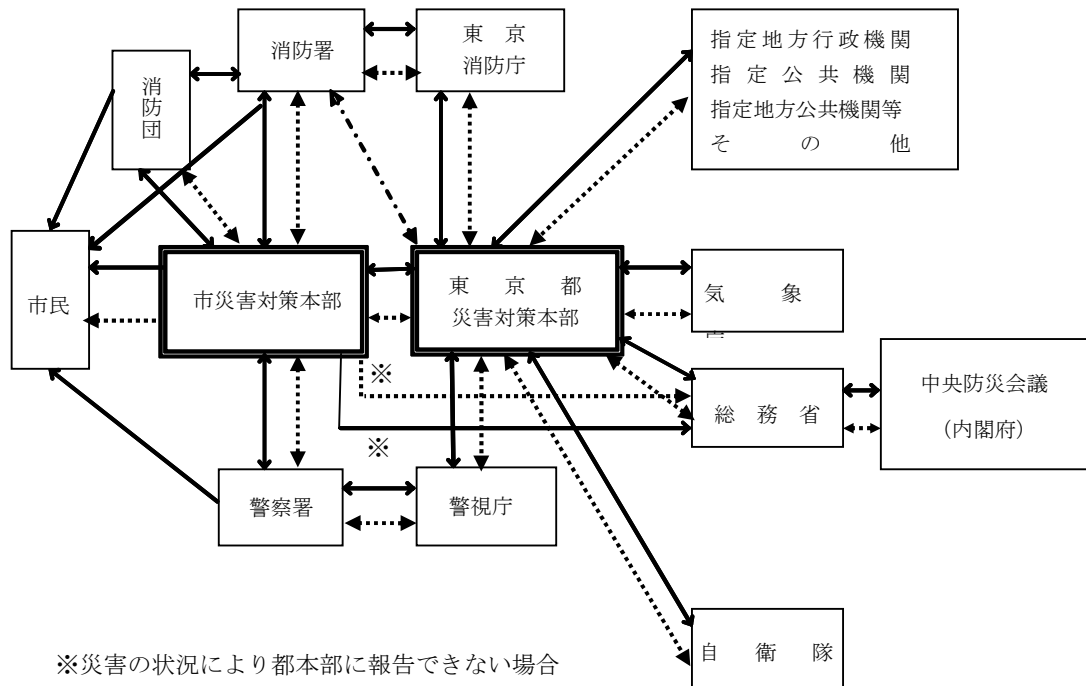 消防署
東京
消防庁
指定地方行政機関
指定公共機関
指定地方公共機関等
その他
消防団
市民
市災害対策本部
東京都
災害対策本部
気象
※
※
総務省
中央防災会議
(内閣府)
警察署
警視庁
自衛隊
※災害の状況により都本部に報告できない場合